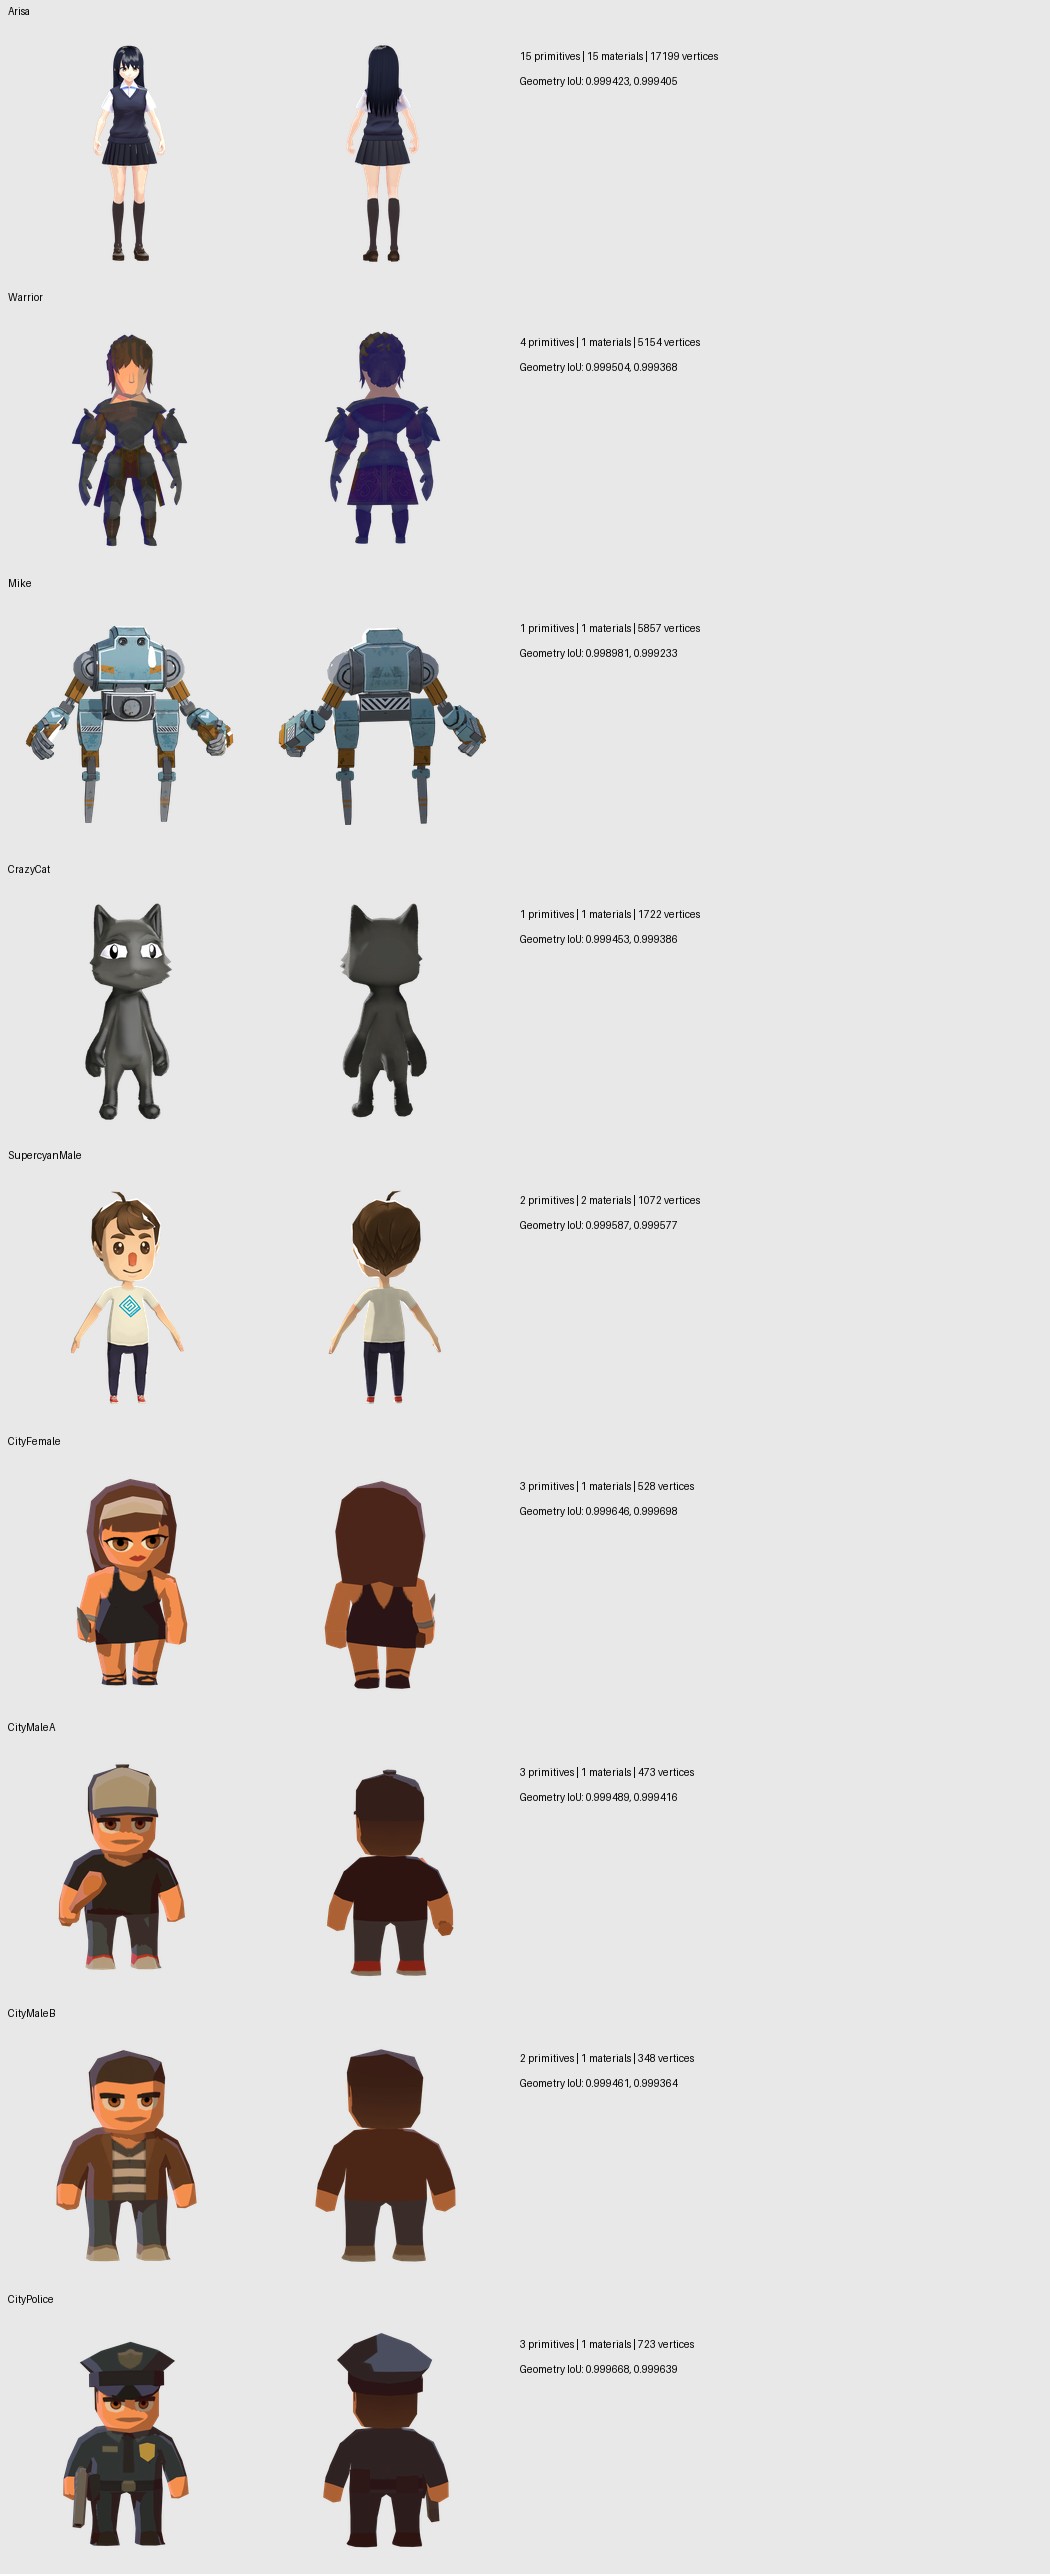 Arisa
15 primitives | 15 materials | 17199 vertices
Geometry IoU: 0.999423, 0.999405
Warrior
4 primitives | 1 materials | 5154 vertices
Geometry IoU: 0.999504, 0.999368
Mike
1 primitives | 1 materials | 5857 vertices
Geometry IoU: 0.998981, 0.999233
CrazyCat
1 primitives | 1 materials | 1722 vertices
Geometry IoU: 0.999453, 0.999386
SupercyanMale
2 primitives | 2 materials | 1072 vertices
Geometry IoU: 0.999587, 0.999577
CityFemale
3 primitives | 1 materials | 528 vertices
Geometry IoU: 0.999646, 0.999698
CityMaleA
3 primitives | 1 materials | 473 vertices
Geometry IoU: 0.999489, 0.999416
CityMaleB
2 primitives | 1 materials | 348 vertices
Geometry IoU: 0.999461, 0.999364
CityPolice
3 primitives | 1 materials | 723 vertices
Geometry IoU: 0.999668, 0.999639